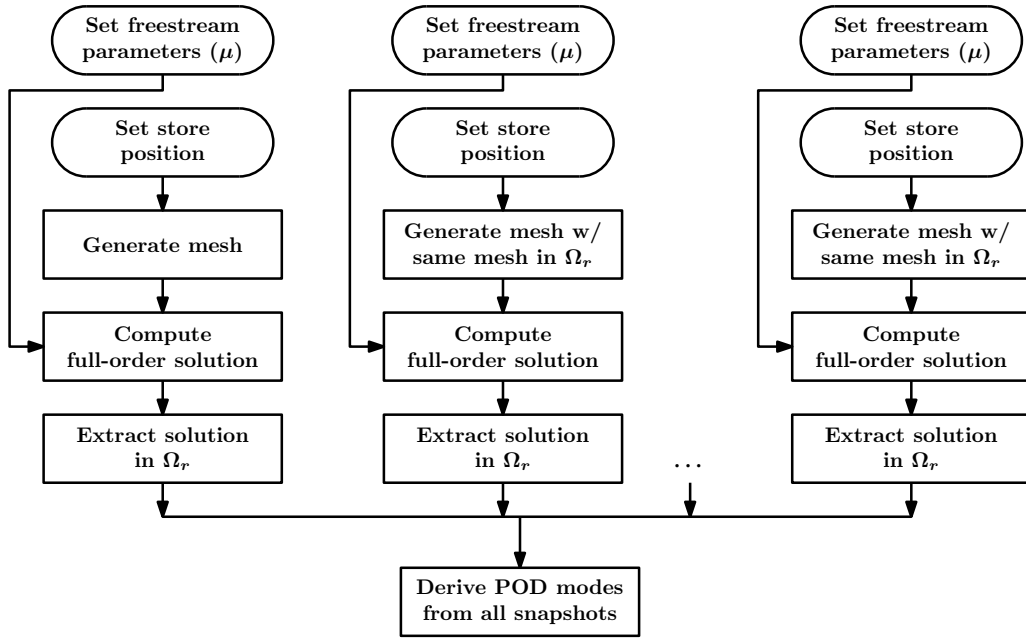 Set freestream
parameters (μ)
Set store
position
Generate mesh
Compute
full-order solution
Extract solution
in Ωᵣ
Set freestream
parameters (μ)
Set store
position
Generate mesh w/
same mesh in Ωᵣ
Compute
full-order solution
Extract solution
in Ωᵣ
...
Set freestream
parameters (μ)
Set store
position
Generate mesh w/
same mesh in Ωᵣ
Compute
full-order solution
Extract solution
in Ωᵣ
Derive POD modes
from all snapshots